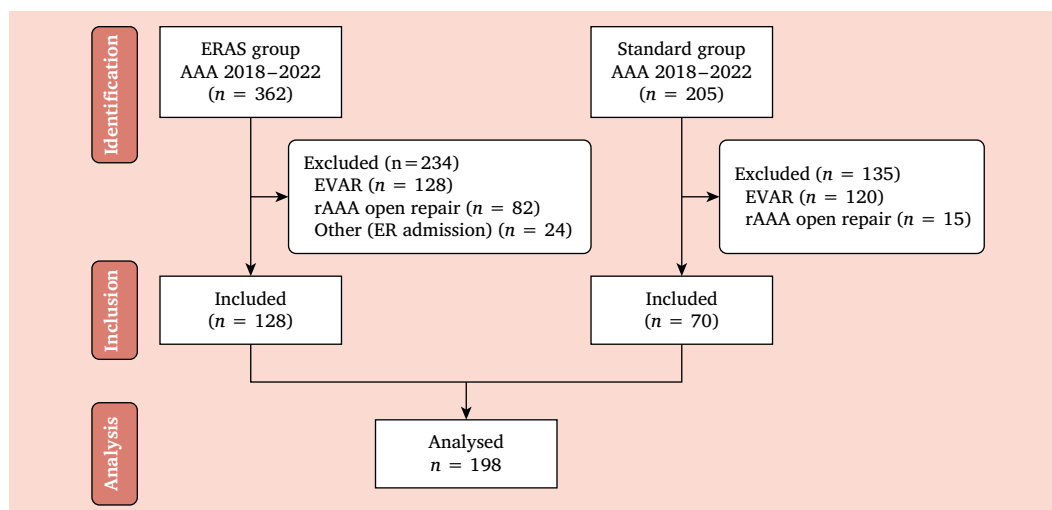 Identification
ERAS group
AAA 2018–2022
(n = 362)
Standard group
AAA 2018–2022
(n = 205)
Excluded (n=234)
EVAR (n = 128)
rAAA open repair (n = 82)
Other (ER admission) (n = 24)
Excluded (n = 135)
EVAR (n = 120)
rAAA open repair (n = 15)
Inclusion
Included
(n = 128)
Included
(n = 70)
Analysis
Analysed
n = 198